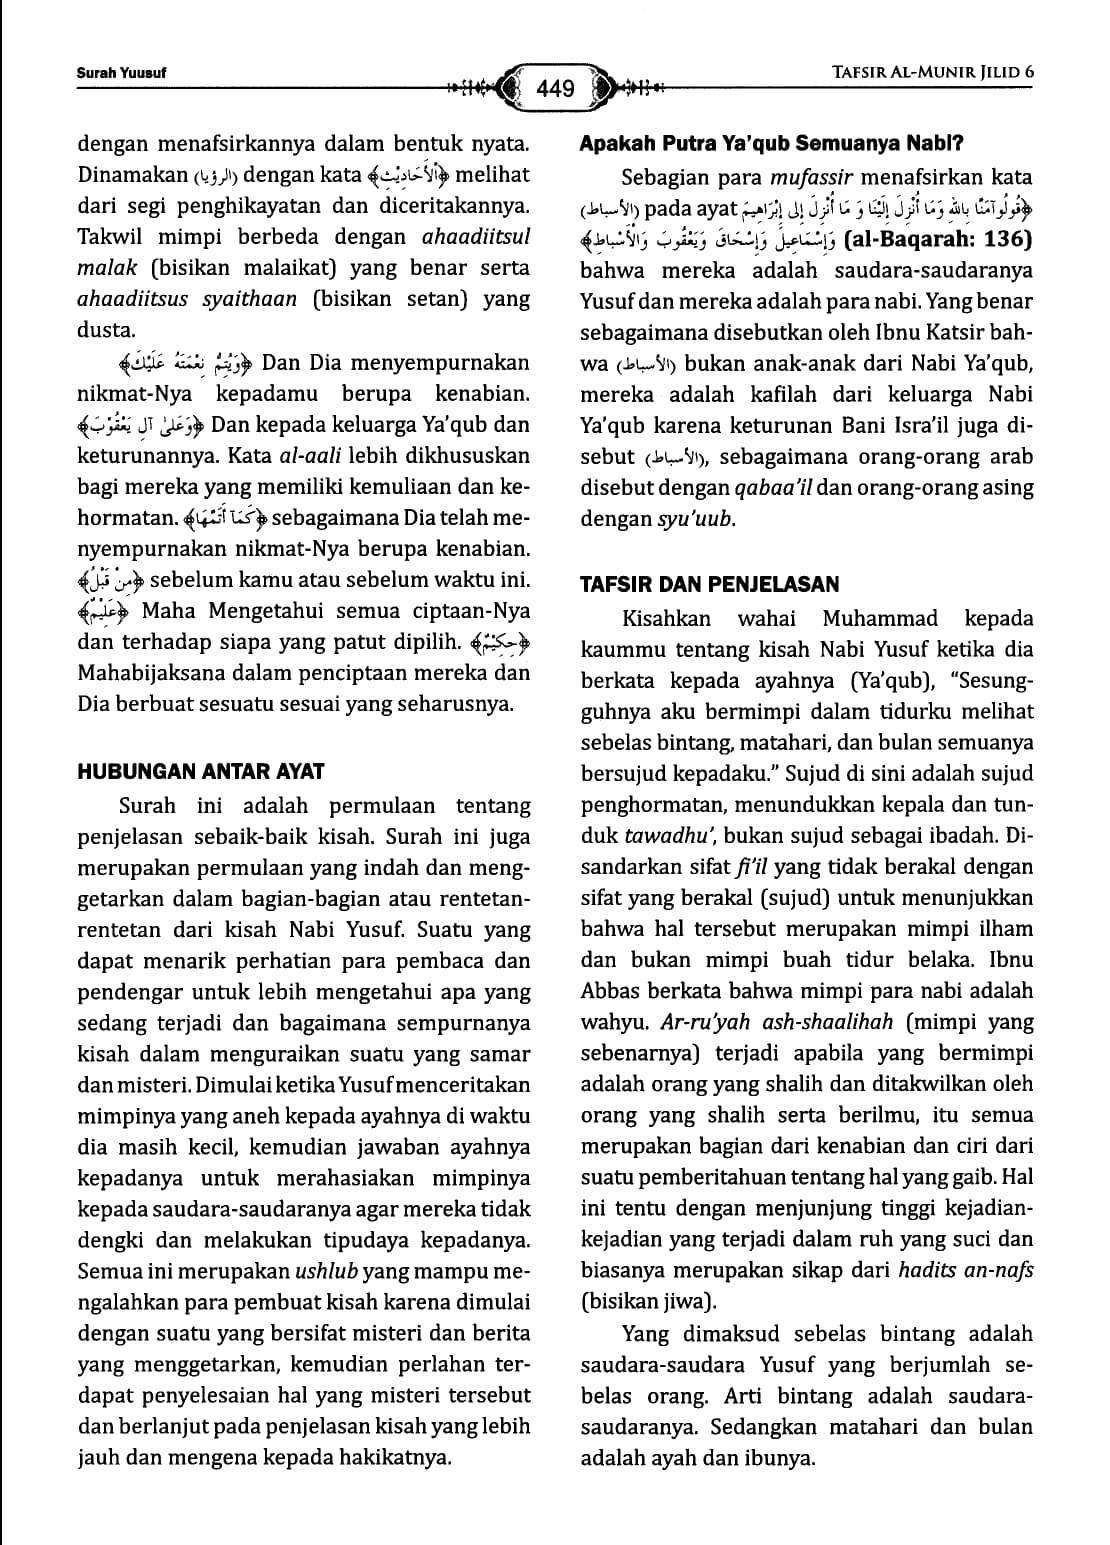 Surah Yuusuf
449
TAFSIR AL-MUNIR JILID 6
dengan menafsirkannya dalam bentuk nyata.
Dinamakan (الرؤيا) dengan kata ﴿الْأَحَادِيْثِ﴾ melihat
dari segi penghikayatan dan diceritakannya.
Takwil mimpi berbeda dengan ahaadiitsul
malak (bisikan malaikat) yang benar serta
ahaadiitsus syaithaan (bisikan setan) yang
dusta.
﴿وَيُتِمُّ نِعْمَتَهُ عَلَيْكَ﴾ Dan Dia menyempurnakan
nikmat-Nya kepadamu berupa kenabian.
﴿وَعَلَىٰ آلِ يَعْقُوْبَ﴾ Dan kepada keluarga Ya'qub dan
keturunannya. Kata al-aali lebih dikhususkan
bagi mereka yang memiliki kemuliaan dan ke-
hormatan. ﴿كَمَآ أَتَمَّهَا﴾ sebagaimana Dia telah me-
nyempurnakan nikmat-Nya berupa kenabian.
﴿مِنْ قَبْلُ﴾ sebelum kamu atau sebelum waktu ini.
﴿عَلِيْمٌ﴾ Maha Mengetahui semua ciptaan-Nya
dan terhadap siapa yang patut dipilih. ﴿حَكِيْمٌ﴾
Mahabijaksana dalam penciptaan mereka dan
Dia berbuat sesuatu sesuai yang seharusnya.
HUBUNGAN ANTAR AYAT
Surah ini adalah permulaan tentang
penjelasan sebaik-baik kisah. Surah ini juga
merupakan permulaan yang indah dan meng-
getarkan dalam bagian-bagian atau rentetan-
rentetan dari kisah Nabi Yusuf. Suatu yang
dapat menarik perhatian para pembaca dan
pendengar untuk lebih mengetahui apa yang
sedang terjadi dan bagaimana sempurnanya
kisah dalam menguraikan suatu yang samar
dan misteri. Dimulai ketika Yusuf menceritakan
mimpinya yang aneh kepada ayahnya di waktu
dia masih kecil, kemudian jawaban ayahnya
kepadanya untuk merahasiakan mimpinya
kepada saudara-saudaranya agar mereka tidak
dengki dan melakukan tipudaya kepadanya.
Semua ini merupakan ushlub yang mampu me-
ngalahkan para pembuat kisah karena dimulai
dengan suatu yang bersifat misteri dan berita
yang menggetarkan, kemudian perlahan ter-
dapat penyelesaian hal yang misteri tersebut
dan berlanjut pada penjelasan kisah yang lebih
jauh dan mengena kepada hakikatnya.
Apakah Putra Ya'qub Semuanya Nabi?
Sebagian para mufassir menafsirkan kata
(الأسباط) pada ayat ﴿قُولُوا آمَنَّا بِاللهِ وَمَا أُنْزِلَ إِلَيْنَا وَ مَا أُنْزِلَ إِلى إِبْرَاهِيمَ
وَإِسْمَاعِيلَ وَإِسْحَاقَ وَيَعْقُوبَ وَالْأَسْبَاطِ﴾ (al-Baqarah: 136)
bahwa mereka adalah saudara-saudaranya
Yusuf dan mereka adalah para nabi. Yang benar
sebagaimana disebutkan oleh Ibnu Katsir bah-
wa (الأسباط) bukan anak-anak dari Nabi Ya'qub,
mereka adalah kafilah dari keluarga Nabi
Ya'qub karena keturunan Bani Isra'il juga di-
sebut (الأسباط), sebagaimana orang-orang arab
disebut dengan qabaa'il dan orang-orang asing
dengan syu'uub.
TAFSIR DAN PENJELASAN
Kisahkan wahai Muhammad kepada
kaummu tentang kisah Nabi Yusuf ketika dia
berkata kepada ayahnya (Ya'qub), “Sesung-
guhnya aku bermimpi dalam tidurku melihat
sebelas bintang, matahari, dan bulan semuanya
bersujud kepadaku.” Sujud di sini adalah sujud
penghormatan, menundukkan kepala dan tun-
duk tawadhu', bukan sujud sebagai ibadah. Di-
sandarkan sifat fi'il yang tidak berakal dengan
sifat yang berakal (sujud) untuk menunjukkan
bahwa hal tersebut merupakan mimpi ilham
dan bukan mimpi buah tidur belaka. Ibnu
Abbas berkata bahwa mimpi para nabi adalah
wahyu. Ar-ru'yah ash-shaalihah (mimpi yang
sebenarnya) terjadi apabila yang bermimpi
adalah orang yang shalih dan ditakwilkan oleh
orang yang shalih serta berilmu, itu semua
merupakan bagian dari kenabian dan ciri dari
suatu pemberitahuan tentang hal yang gaib. Hal
ini tentu dengan menjunjung tinggi kejadian-
kejadian yang terjadi dalam ruh yang suci dan
biasanya merupakan sikap dari hadits an-nafs
(bisikan jiwa).
Yang dimaksud sebelas bintang adalah
saudara-saudara Yusuf yang berjumlah se-
belas orang. Arti bintang adalah saudara-
saudaranya. Sedangkan matahari dan bulan
adalah ayah dan ibunya.